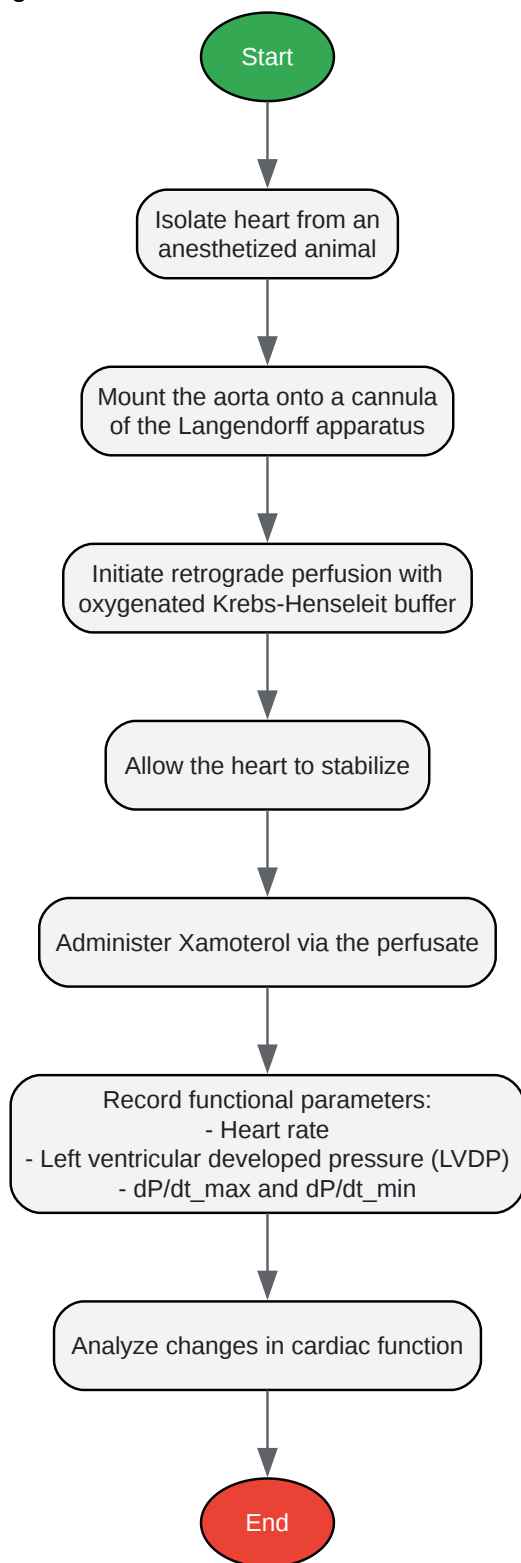 Start
Isolate heart from an
anesthetized animal
Mount the aorta onto a cannula
of the Langendorff apparatus
Initiate retrograde perfusion with
oxygenated Krebs-Henseleit buffer
Allow the heart to stabilize
Administer Xamoterol via the perfusate
Record functional parameters:
- Heart rate
- Left ventricular developed pressure (LVDP)
- dP/dt_max and dP/dt_min
Analyze changes in cardiac function
End